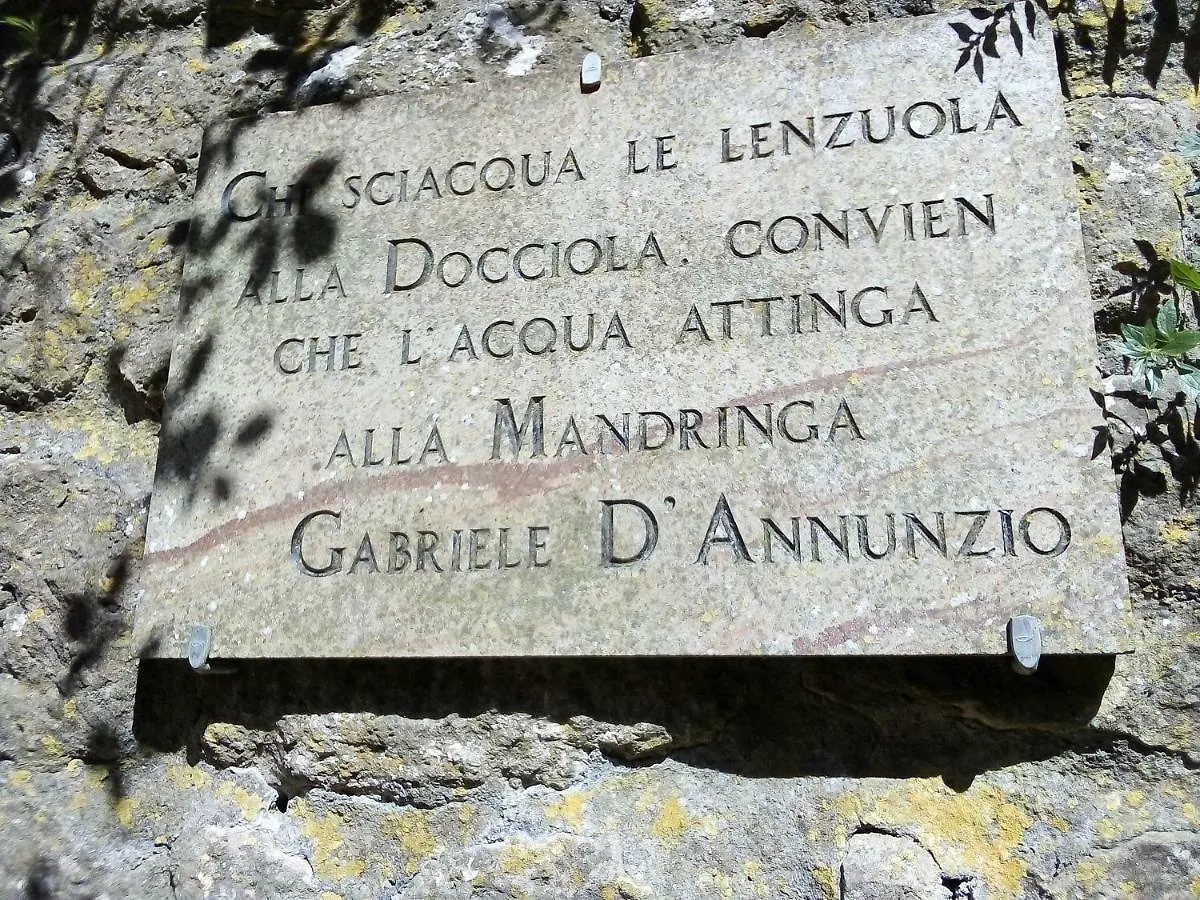 CHI SCIACQUA LE LENZUOLA
ALLA DOCCIOLA. CONVIEN
CHE L'ACQUA ATTINGA
ALLA MANDRINGA
GABRIELE D'ANNUNZIO